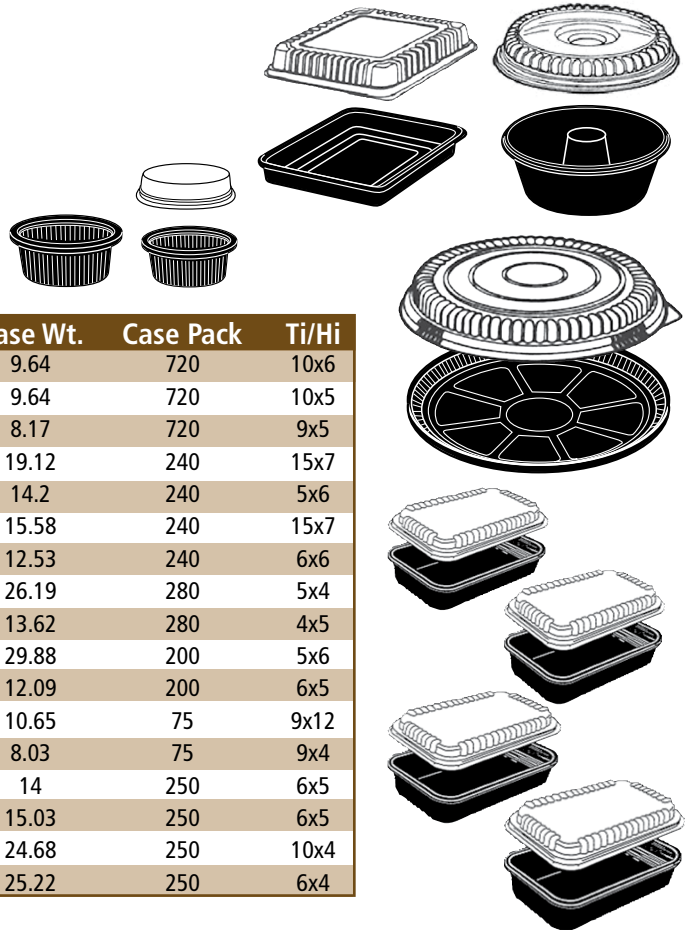 ase Wt. Case Pack Ti/Hi
9.64 720 10x6
9.64 720 10x5
8.17 720 9x5
19.12 240 15x7
14.2 240 5x6
15.58 240 15x7
12.53 240 6x6
26.19 280 5x4
13.62 280 4x5
29.88 200 5x6
12.09 200 6x5
10.65 75 9x12
8.03 75 9x4
14 250 6x5
15.03 250 6x5
24.68 250 10x4
25.22 250 6x4